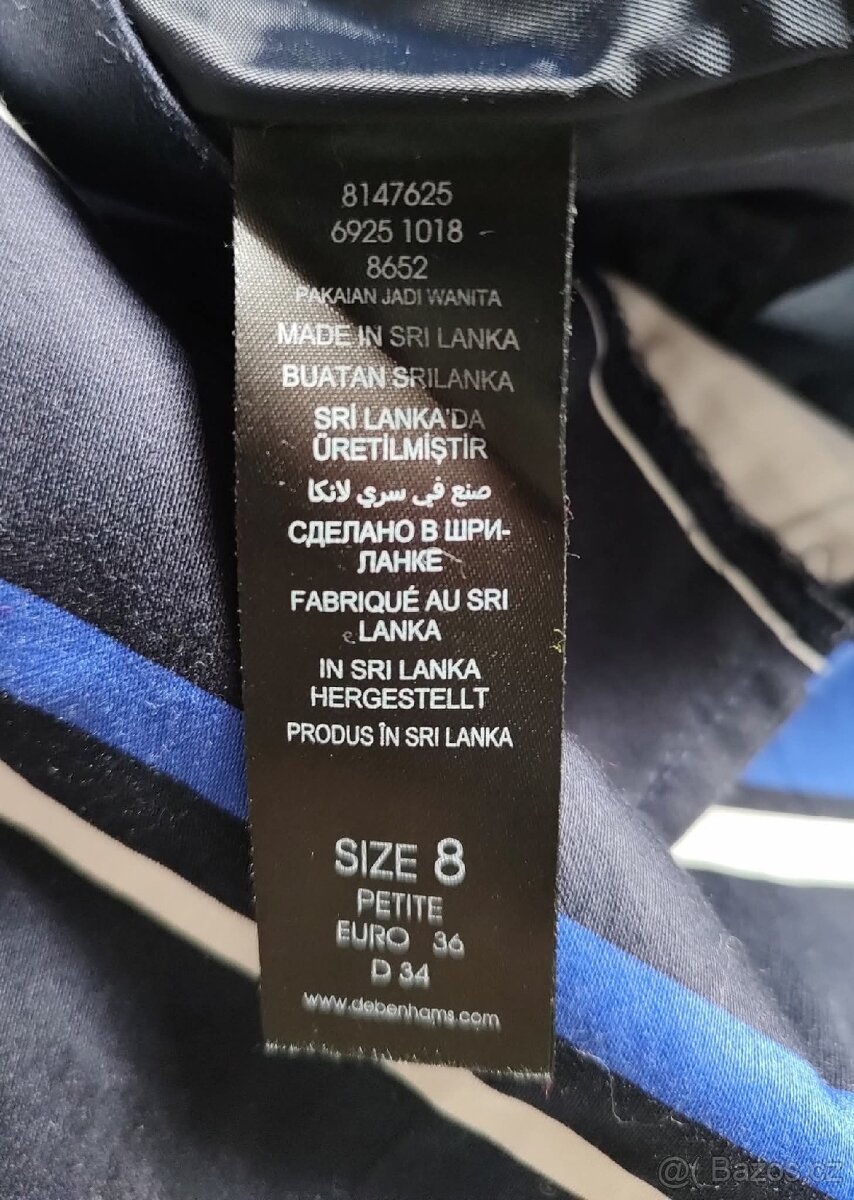 8147625
6925 1018
8652
PAKAIAN JADI WANITA
MADE IN SRI LANKA
BUATAN SRILANKA
SRİ LANKA'DA
ÜRETİLMİŞTİR
صنع في سري لانكا
СДЕЛАНО В ШРИ-
ЛАНКЕ
FABRIQUÉ AU SRI
LANKA
IN SRI LANKA
HERGESTELLT
PRODUS ÎN SRI LANKA
SIZE 8
PETITE
EURO 36
D 34
www.debenhams.com
@( Bazos.cz